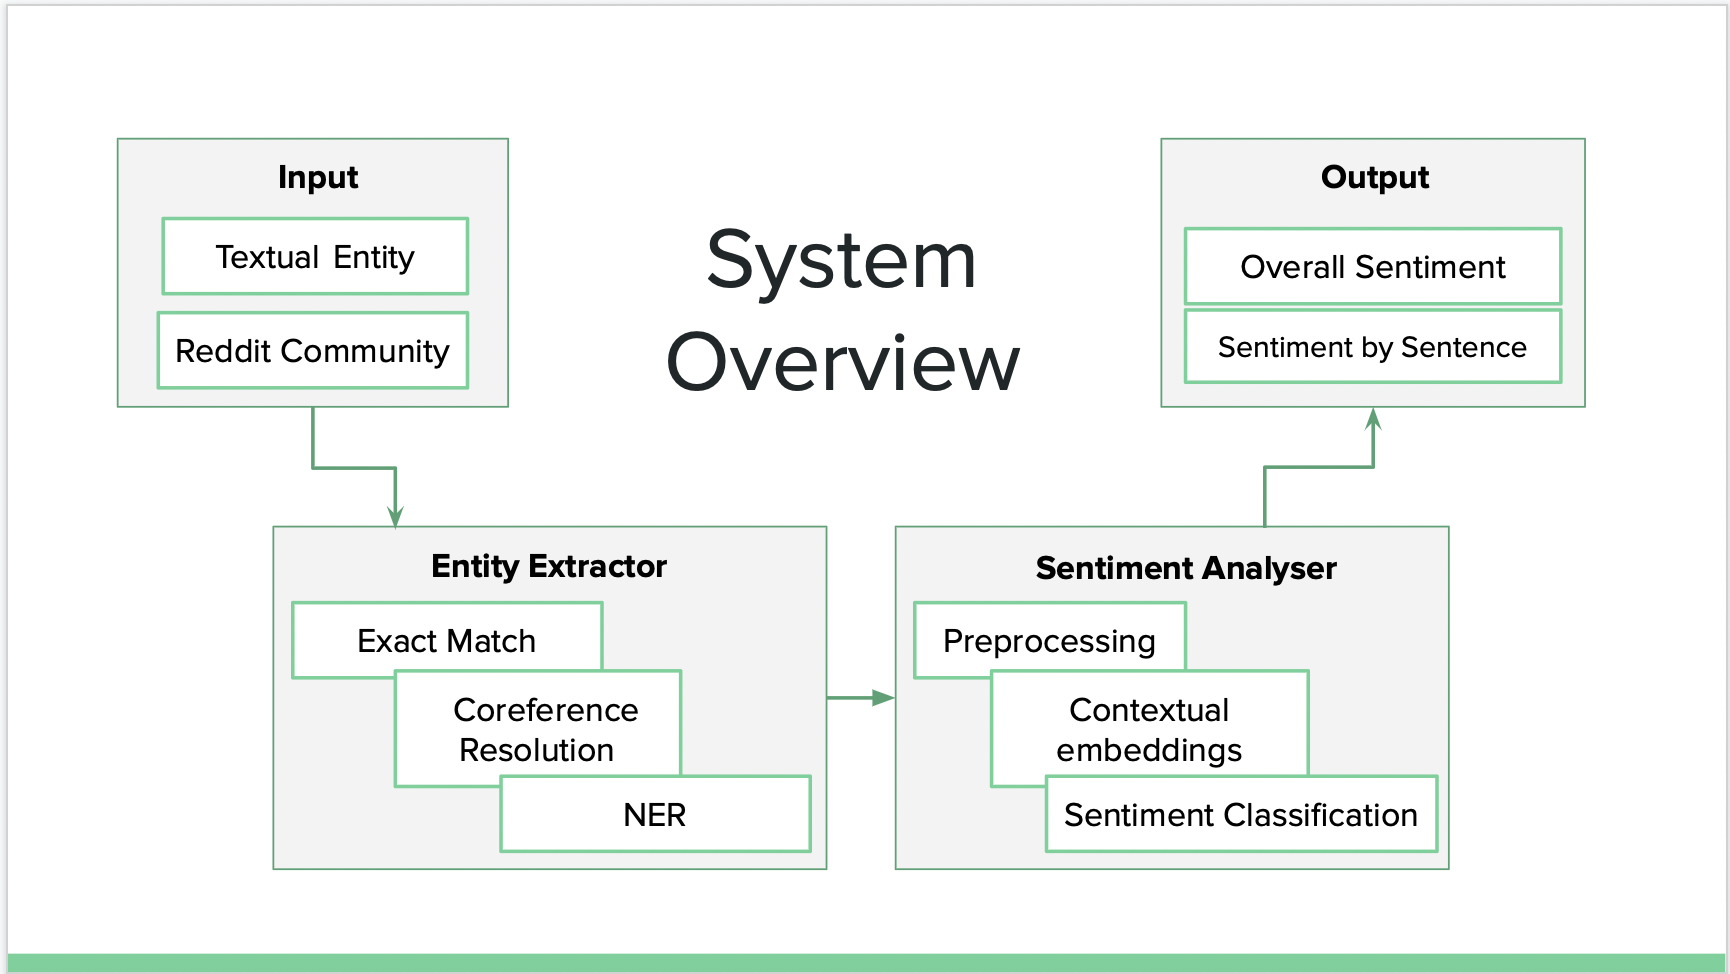 System
Overview
Input
Textual Entity
Reddit Community
Entity Extractor
Exact Match
Coreference
Resolution
NER
Sentiment Analyser
Preprocessing
Contextual
embeddings
Sentiment Classification
Output
Overall Sentiment
Sentiment by Sentence